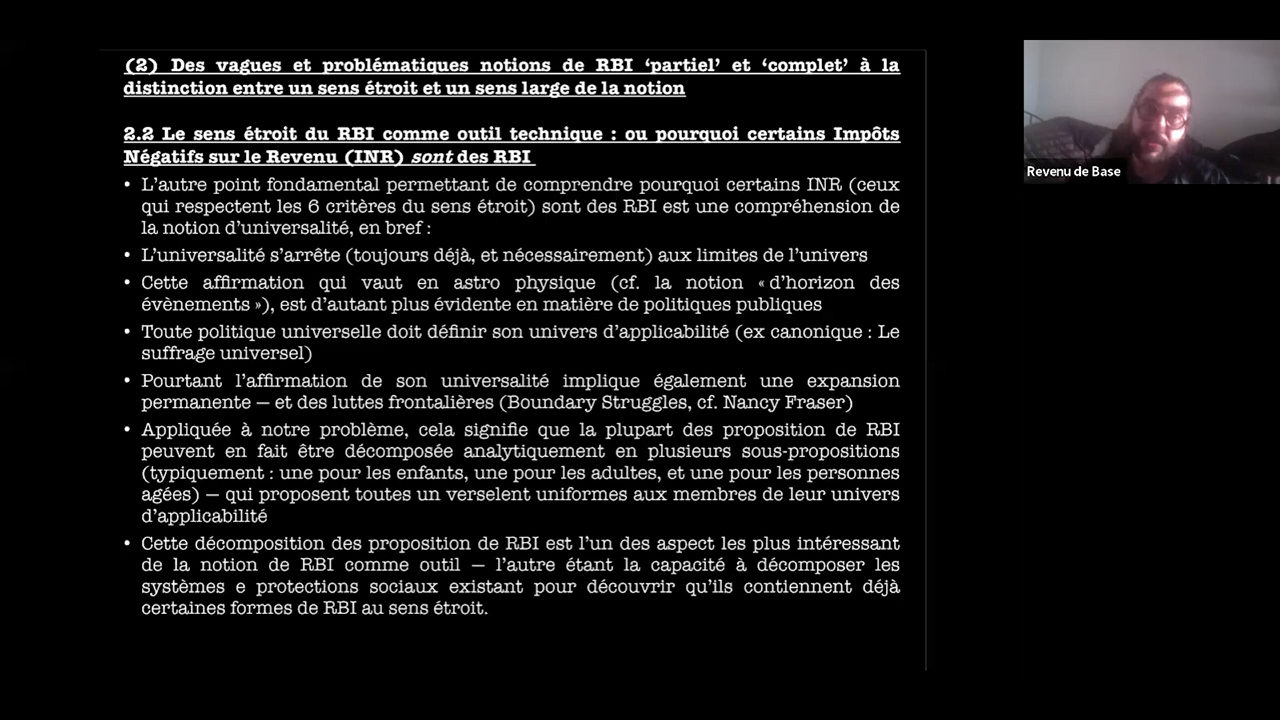 (2) Des vagues et problématiques notions de RBI ‘partiel’ et ‘complet’ à la
distinction entre un sens étroit et un sens large de la notion
2.2 Le sens étroit du RBI comme outil technique : ou pourquoi certains Impôts
Négatifs sur le Revenu (INR) sont des RBI
• L’autre point fondamental permettant de comprendre pourquoi certains INR (ceux
qui respectent les 6 critères du sens étroit) sont des RBI est une compréhension de
la notion d’universalité, en bref :
• L’universalité s’arrête (toujours déjà, et nécessairement) aux limites de l’univers
• Cette affirmation qui vaut en astro physique (cf. la notion « d’horizon des
évènements »), est d’autant plus évidente en matière de politiques publiques
• Toute politique universelle doit définir son univers d’applicabilité (ex canonique : Le
suffrage universel)
• Pourtant l’affirmation de son universalité implique également une expansion
permanente – et des luttes frontalières (Boundary Struggles, cf. Nancy Fraser)
• Appliquée à notre problème, cela signifie que la plupart des proposition de RBI
peuvent en fait être décomposée analytiquement en plusieurs sous-propositions
(typiquement : une pour les enfants, une pour les adultes, et une pour les personnes
agées) – qui proposent toutes un verselent uniformes aux membres de leur univers
d’applicabilité
• Cette décomposition des proposition de RBI est l’un des aspect les plus intéressant
de la notion de RBI comme outil – l’autre étant la capacité à décomposer les
systèmes e protections sociaux existant pour découvrir qu’ils contiennent déjà
certaines formes de RBI au sens étroit.
Revenu de Base